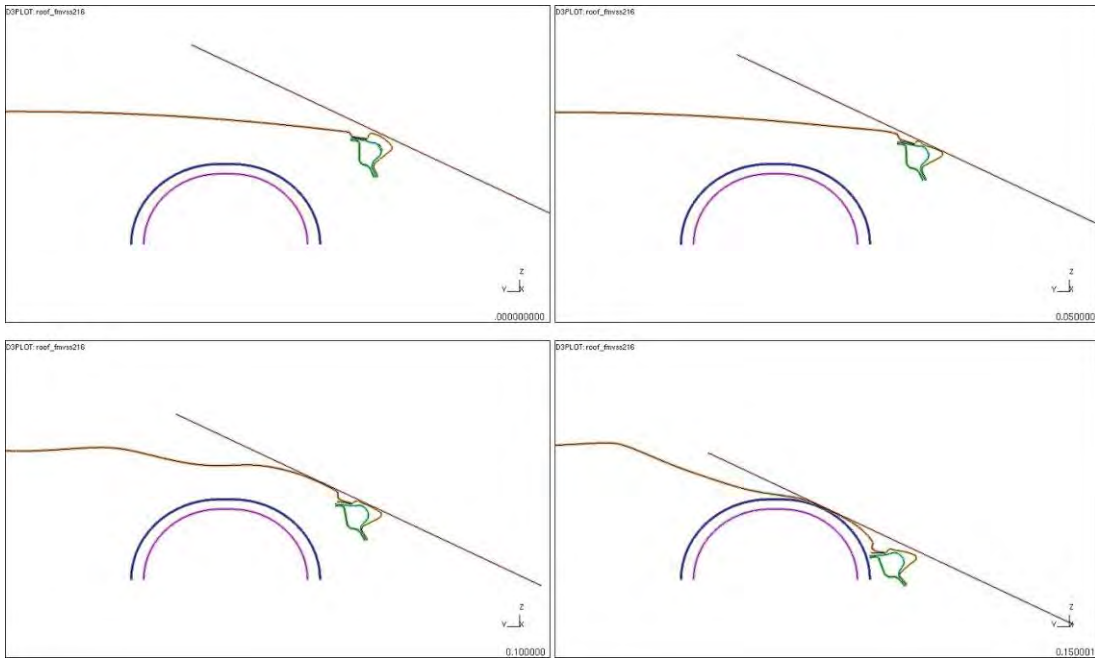 D3PLOT: roof_fmvss216
Z
Y X
.000000000
D3PLOT: roof_fmvss216
Z
Y X
0.050000
D3PLOT: roof_fmvss216
Z
Y X
0.100000
D3PLOT: roof_fmvss216
Z
Y X
0.150001